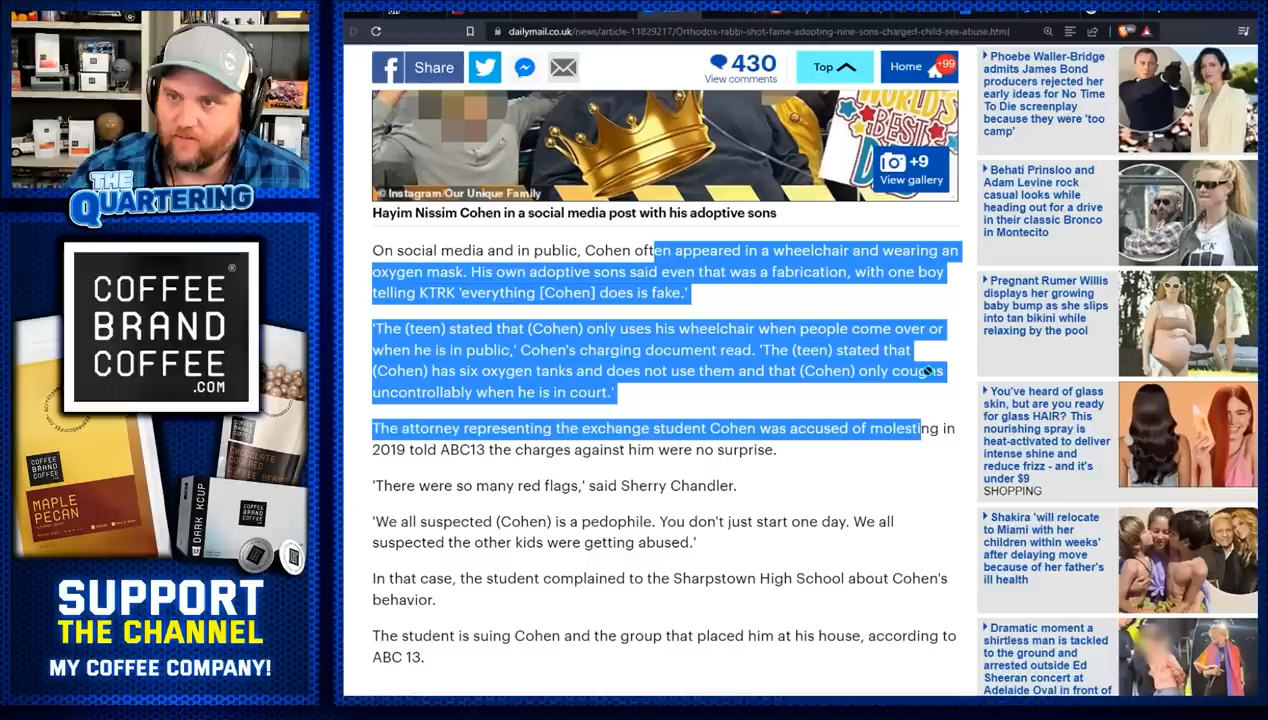 dailymail.co.uk/news/article-11829217/Orthodox-rabbi-shot-fame-adopting-nine-sons-charged-child-sex-abuse.html
Share
430
View comments
Top
Home
+99
WORLD'S
BEST
+9
View gallery
© Instagram/Our Unique Family
Hayim Nissim Cohen in a social media post with his adoptive sons
On social media and in public, Cohen often appeared in a wheelchair and wearing an
oxygen mask. His own adoptive sons said even that was a fabrication, with one boy
telling KTRK 'everything [Cohen] does is fake.'
'The (teen) stated that (Cohen) only uses his wheelchair when people come over or
when he is in public,' Cohen's charging document read. 'The (teen) stated that
(Cohen) has six oxygen tanks and does not use them and that (Cohen) only coughs
uncontrollably when he is in court.'
The attorney representing the exchange student Cohen was accused of molesting in
2019 told ABC13 the charges against him were no surprise.
'There were so many red flags,' said Sherry Chandler.
'We all suspected (Cohen) is a pedophile. You don't just start one day. We all
suspected the other kids were getting abused.'
In that case, the student complained to the Sharpstown High School about Cohen's
behavior.
The student is suing Cohen and the group that placed him at his house, according to
ABC 13.
Phoebe Waller-Bridge
admits James Bond
producers rejected her
early ideas for No Time
To Die screenplay
because they were 'too
camp'
Behati Prinsloo and
Adam Levine rock
casual looks while
heading out for a drive
in their classic Bronco
in Montecito
Pregnant Rumer Willis
displays her growing
baby bump as she slips
into tan bikini while
relaxing by the pool
You've heard of glass
skin, but are you ready
for glass HAIR? This
nourishing spray is
heat-activated to deliver
intense shine and
reduce frizz - and it's
under $9
SHOPPING
Shakira 'will relocate
to Miami with her
children within weeks'
after delaying move
because of her father's
ill health
Dramatic moment a
shirtless man is tackled
to the ground and
arrested outside Ed
Sheeran concert at
Adelaide Oval in front of
THE
QUARTERING
COFFEE®
BRAND
COFFEE
.COM
COFFEE
BRAND
COFFEE
MAPLE
PECAN
COFFEE
BRAND
COFFEE
CHOCOLATE
COVERED
COFFEE BEANS
DARK KCUP
COFFEE
BRAND
COFFEE
SUPPORT
THE CHANNEL
MY COFFEE COMPANY!